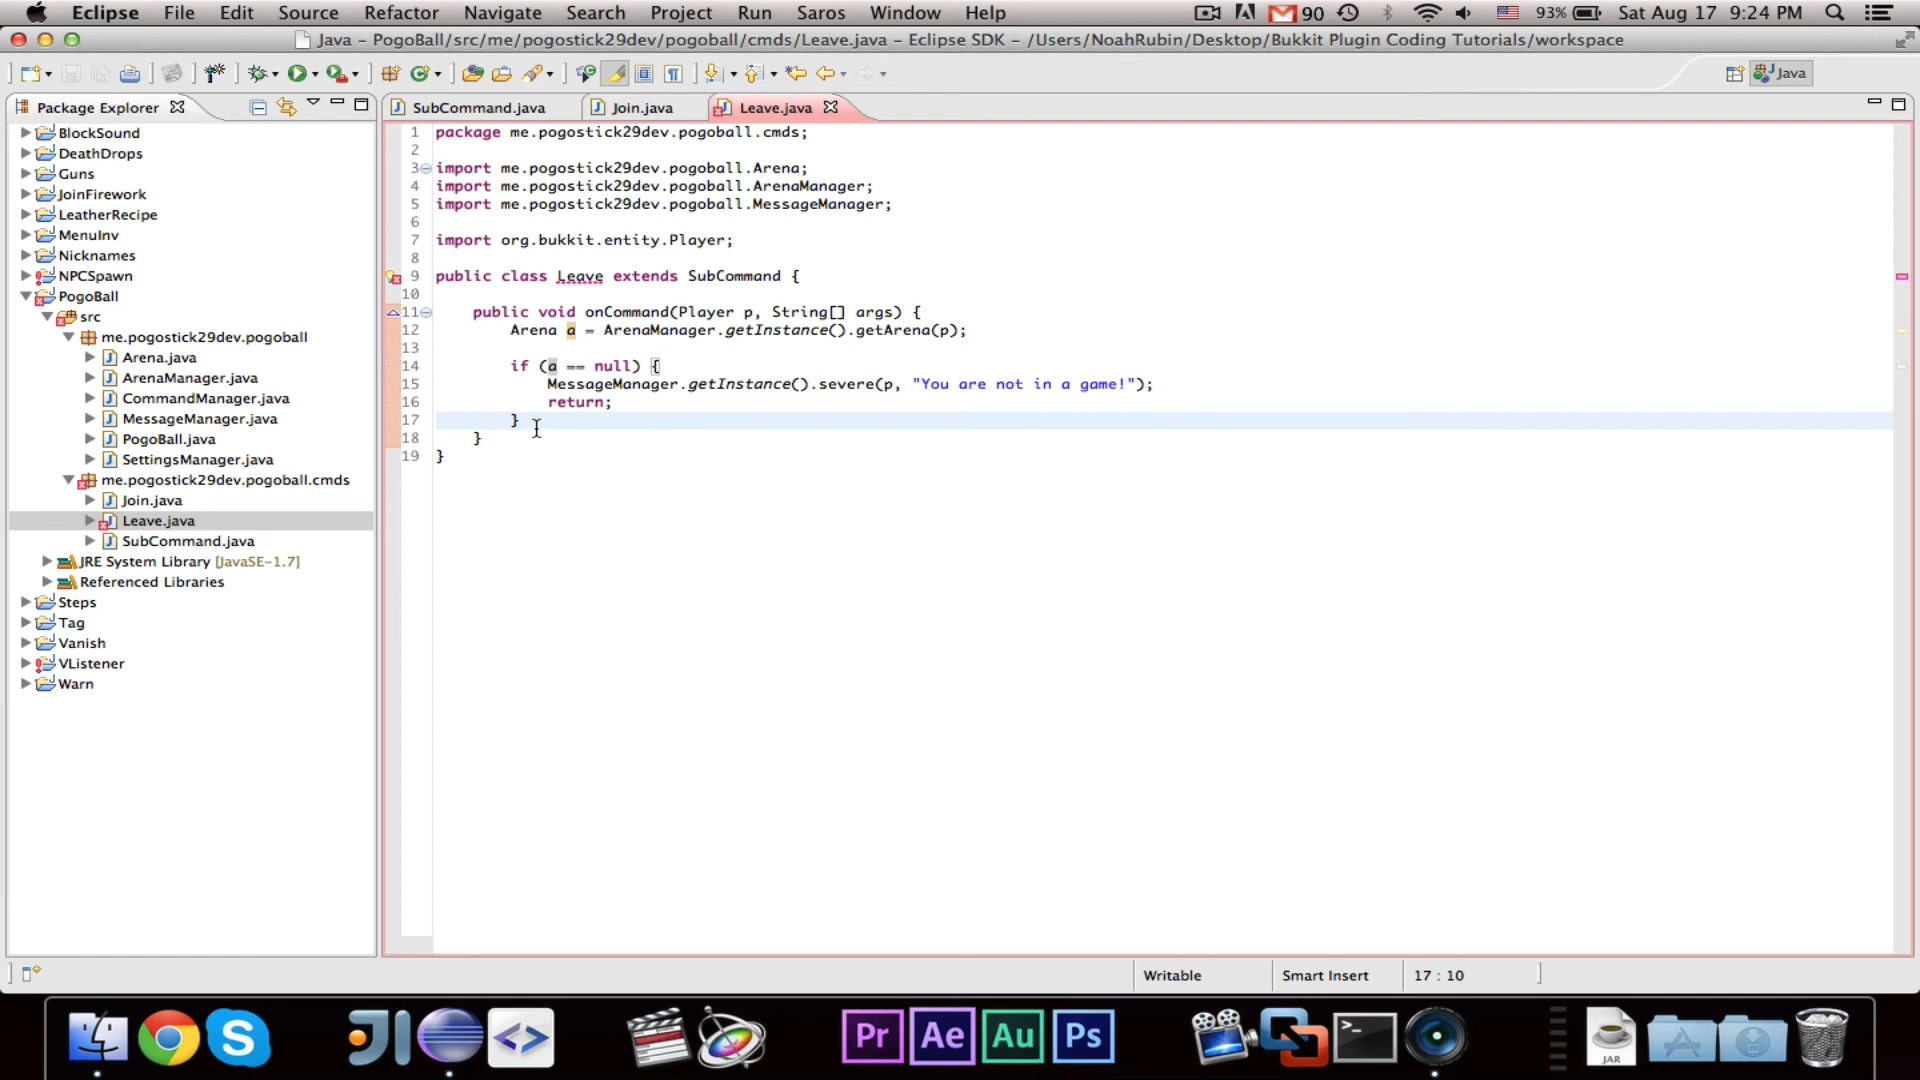 Eclipse File Edit Source Refactor Navigate Search Project Run Saros Window Help 90 93% Sat Aug 17 9:24 PM
Java – PogoBall/src/me/pogostick29dev/pogoball/cmds/Leave.java – Eclipse SDK – /Users/NoahRubin/Desktop/Bukkit Plugin Coding Tutorials/workspace
Java
Package Explorer
SubCommand.java Join.java Leave.java
BlockSound
DeathDrops
Guns
JoinFirework
LeatherRecipe
MenuInv
Nicknames
NPCSpawn
PogoBall
src
me.pogostick29dev.pogoball
Arena.java
ArenaManager.java
CommandManager.java
MessageManager.java
PogoBall.java
SettingsManager.java
me.pogostick29dev.pogoball.cmds
Join.java
Leave.java
SubCommand.java
JRE System Library [JavaSE-1.7]
Referenced Libraries
Steps
Tag
Vanish
VListener
Warn
1 package me.pogostick29dev.pogoball.cmds;
2
3 import me.pogostick29dev.pogoball.Arena;
4 import me.pogostick29dev.pogoball.ArenaManager;
5 import me.pogostick29dev.pogoball.MessageManager;
6
7 import org.bukkit.entity.Player;
8
9 public class Leave extends SubCommand {
10
11 public void onCommand(Player p, String[] args) {
12 Arena a = ArenaManager.getInstance().getArena(p);
13
14 if (a == null) {
15 MessageManager.getInstance().severe(p, "You are not in a game!");
16 return;
17 }
18 }
19 }
Writable Smart Insert 17 : 10
Pr Ae Au Ps JAR